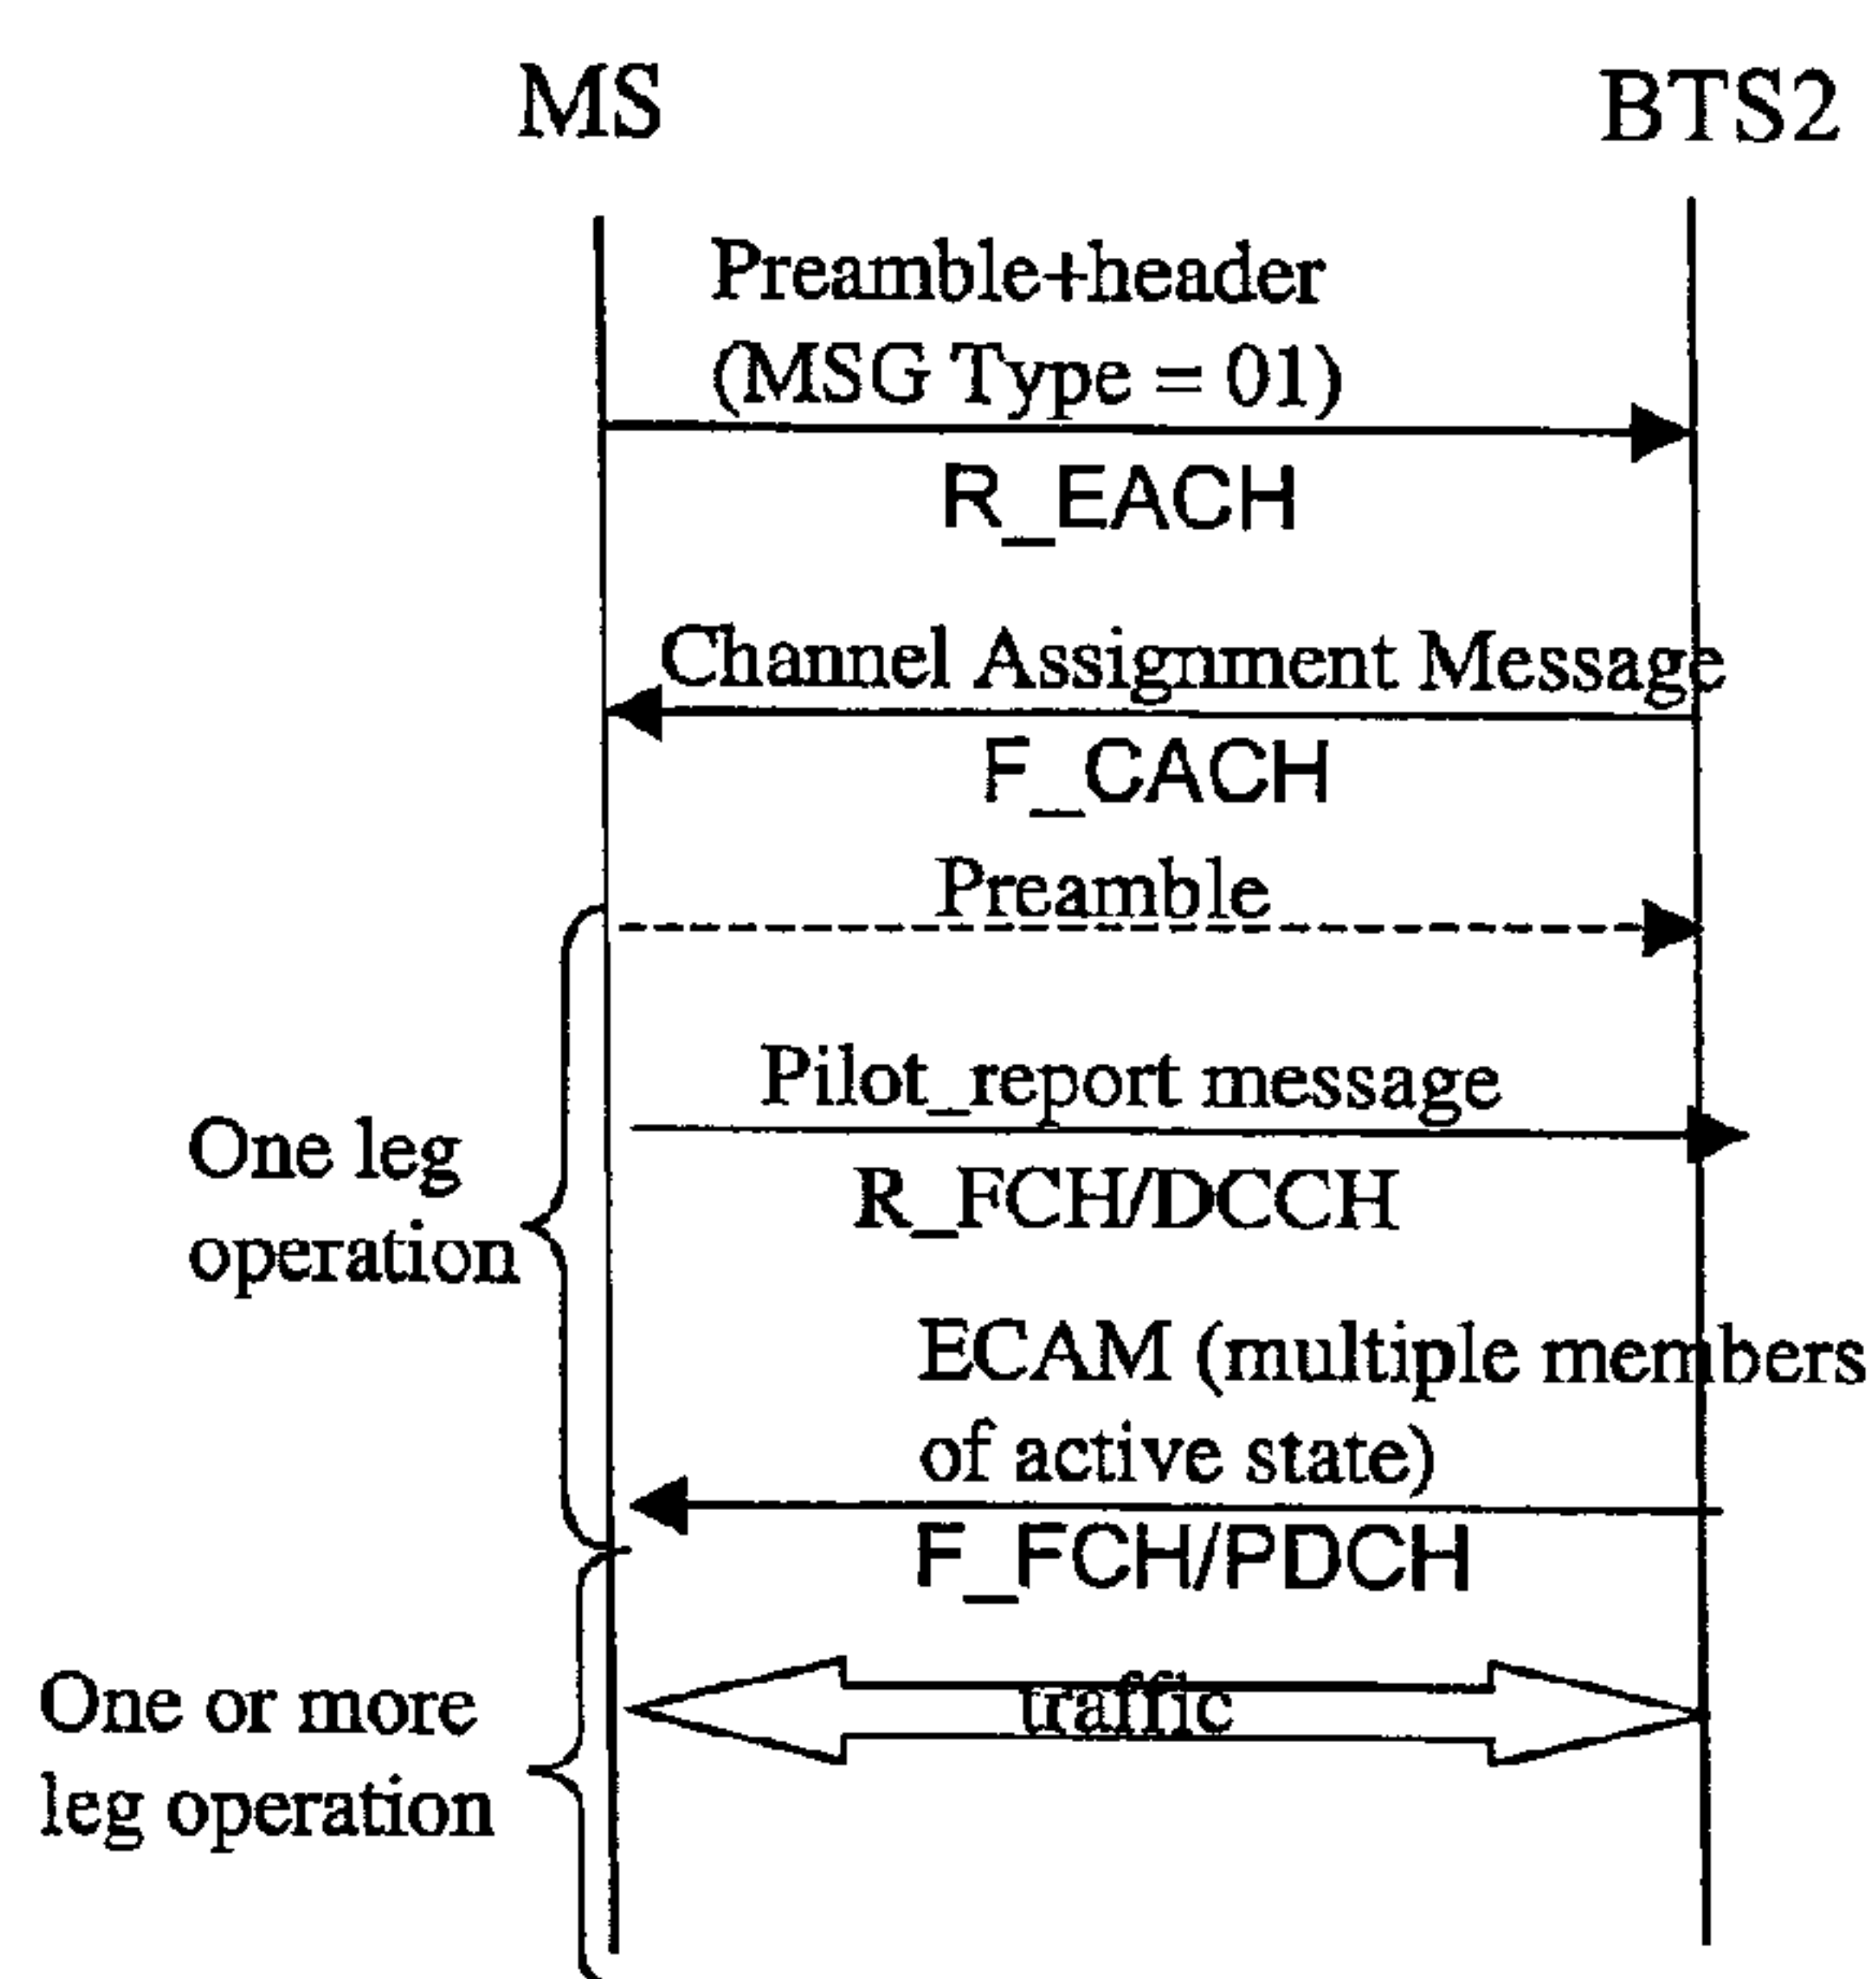 MS
BTS2
Preamble+header
(MSG Type = 01)
R_EACH
Channel Assignment Message
F_CACH
Preamble
Pilot_report message
One leg
operation
R_FCH/DCCH
ECAM (multiple members
of active state)
F_FCH/PDCH
traffic
One or more
leg operation